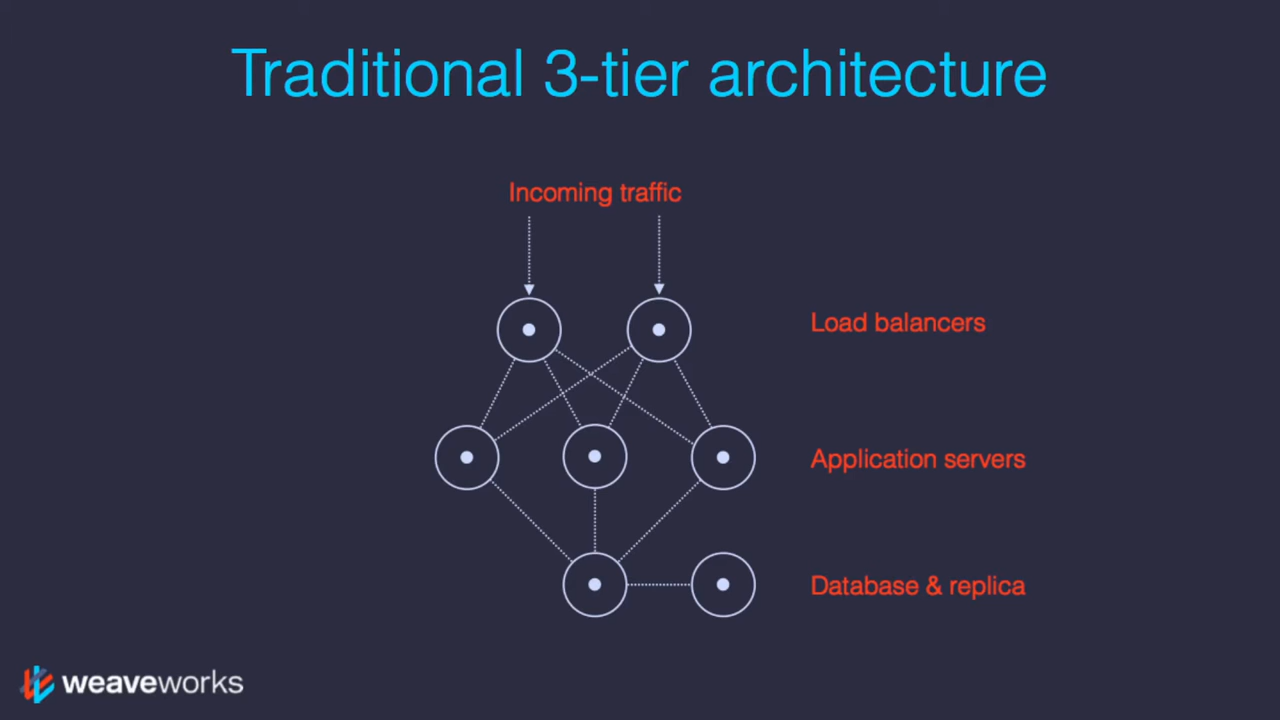 Traditional 3-tier architecture
Incoming traffic
Load balancers
Application servers
Database & replica
weaveworks